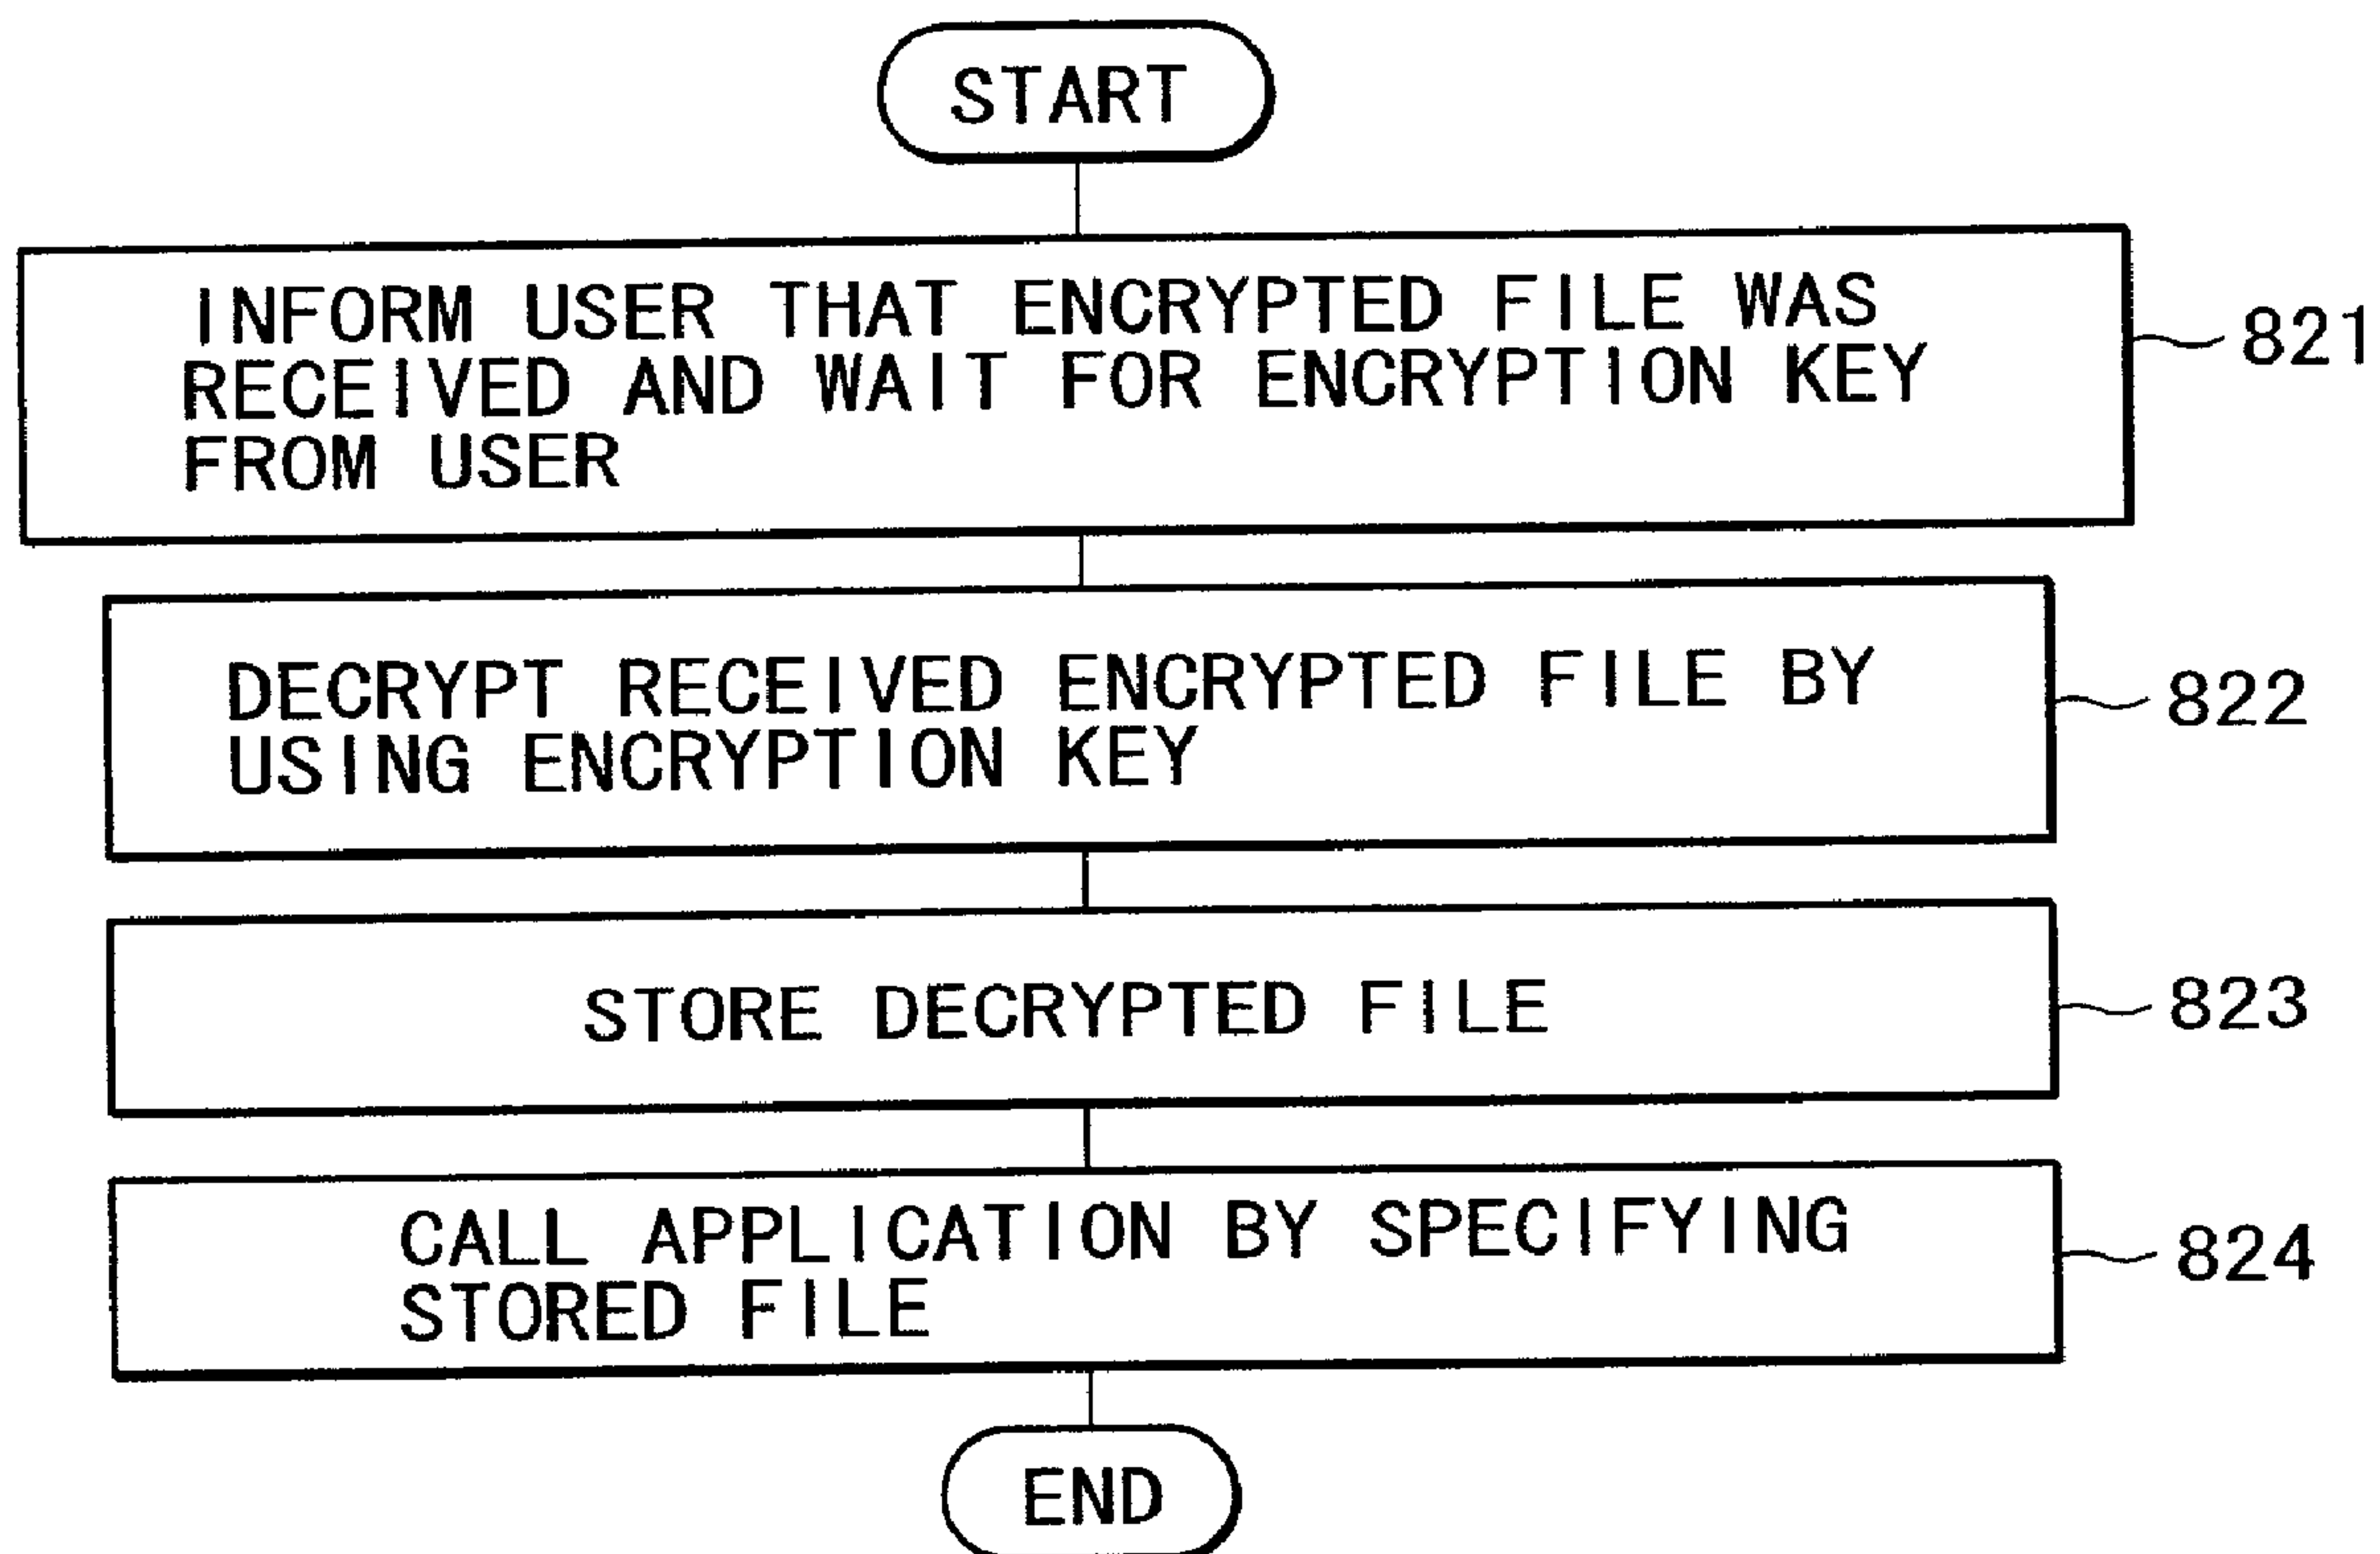 START
INFORM USER THAT ENCRYPTED FILE WAS
RECEIVED AND WAIT FOR ENCRYPTION KEY
FROM USER
821
DECRYPT RECEIVED ENCRYPTED FILE BY
USING ENCRYPTION KEY
822
STORE DECRYPTED FILE
823
CALL APPLICATION BY SPECIFYING
STORED FILE
824
END